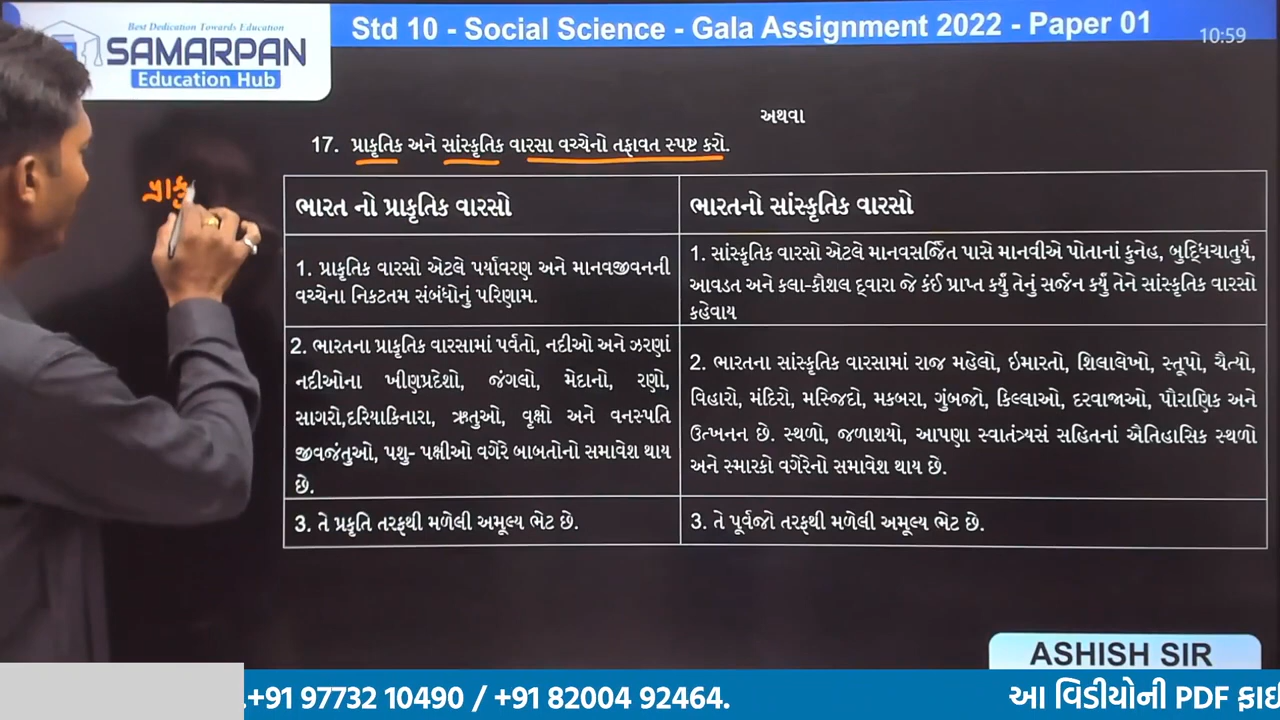 Best Dedication Towards Education
SAMARPAN
Education Hub
Std 10 - Social Science - Gala Assignment 2022 - Paper 01
10:59
અથવા
17. પ્રાકૃતિક અને સાંસ્કૃતિક વારસા વચ્ચેનો તફાવત સ્પષ્ટ કરો.
પ્રાકૃ
ભારત નો પ્રાકૃતિક વારસો
ભારતનો સાંસ્કૃતિક વારસો
1. પ્રાકૃતિક વારસો એટલે પર્યાવરણ અને માનવજીવનની
વચ્ચેના નિકટતમ સંબંધોનું પરિણામ.
1. સાંસ્કૃતિક વારસો એટલે માનવસર્જિત પાસે માનવીએ પોતાનાં કુનેહ, બુદ્ધિચાતુર્ય,
આવડત અને કલા-કૌશલ દ્વારા જે કંઈ પ્રાપ્ત કર્યું તેનું સર્જન કર્યું તેને સાંસ્કૃતિક વારસો
કહેવાય
2. ભારતના પ્રાકૃતિક વારસામાં પર્વતો, નદીઓ અને ઝરણાં
નદીઓના ખીણપ્રદેશો, જંગલો, મેદાનો, રણો,
સાગરો,દરિયાકિનારા, ઋતુઓ, વૃક્ષો અને વનસ્પતિ
જીવજંતુઓ, પશુ- પક્ષીઓ વગેરે બાબતોનો સમાવેશ થાય
છે.
2. ભારતના સાંસ્કૃતિક વારસામાં રાજ મહેલો, ઇમારતો, શિલાલેખો, સ્તૂપો, ચૈત્યો,
વિહારો, મંદિરો, મસ્જિદો, મકબરા, ગુંબજો, કિલ્લાઓ, દરવાજાઓ, પૌરાણિક અને
ઉત્ખનન છે. સ્થળો, જળાશયો, આપણા સ્વાતંત્ર્યસં સહિતનાં ઐતિહાસિક સ્થળો
અને સ્મારકો વગેરેનો સમાવેશ થાય છે.
3. તે પ્રકૃતિ તરફથી મળેલી અમૂલ્ય ભેટ છે.
3. તે પૂર્વજો તરફથી મળેલી અમૂલ્ય ભેટ છે.
ASHISH SIR
.+91 97732 10490 / +91 82004 92464.
આ વિડીયોની PDF ફાઈ